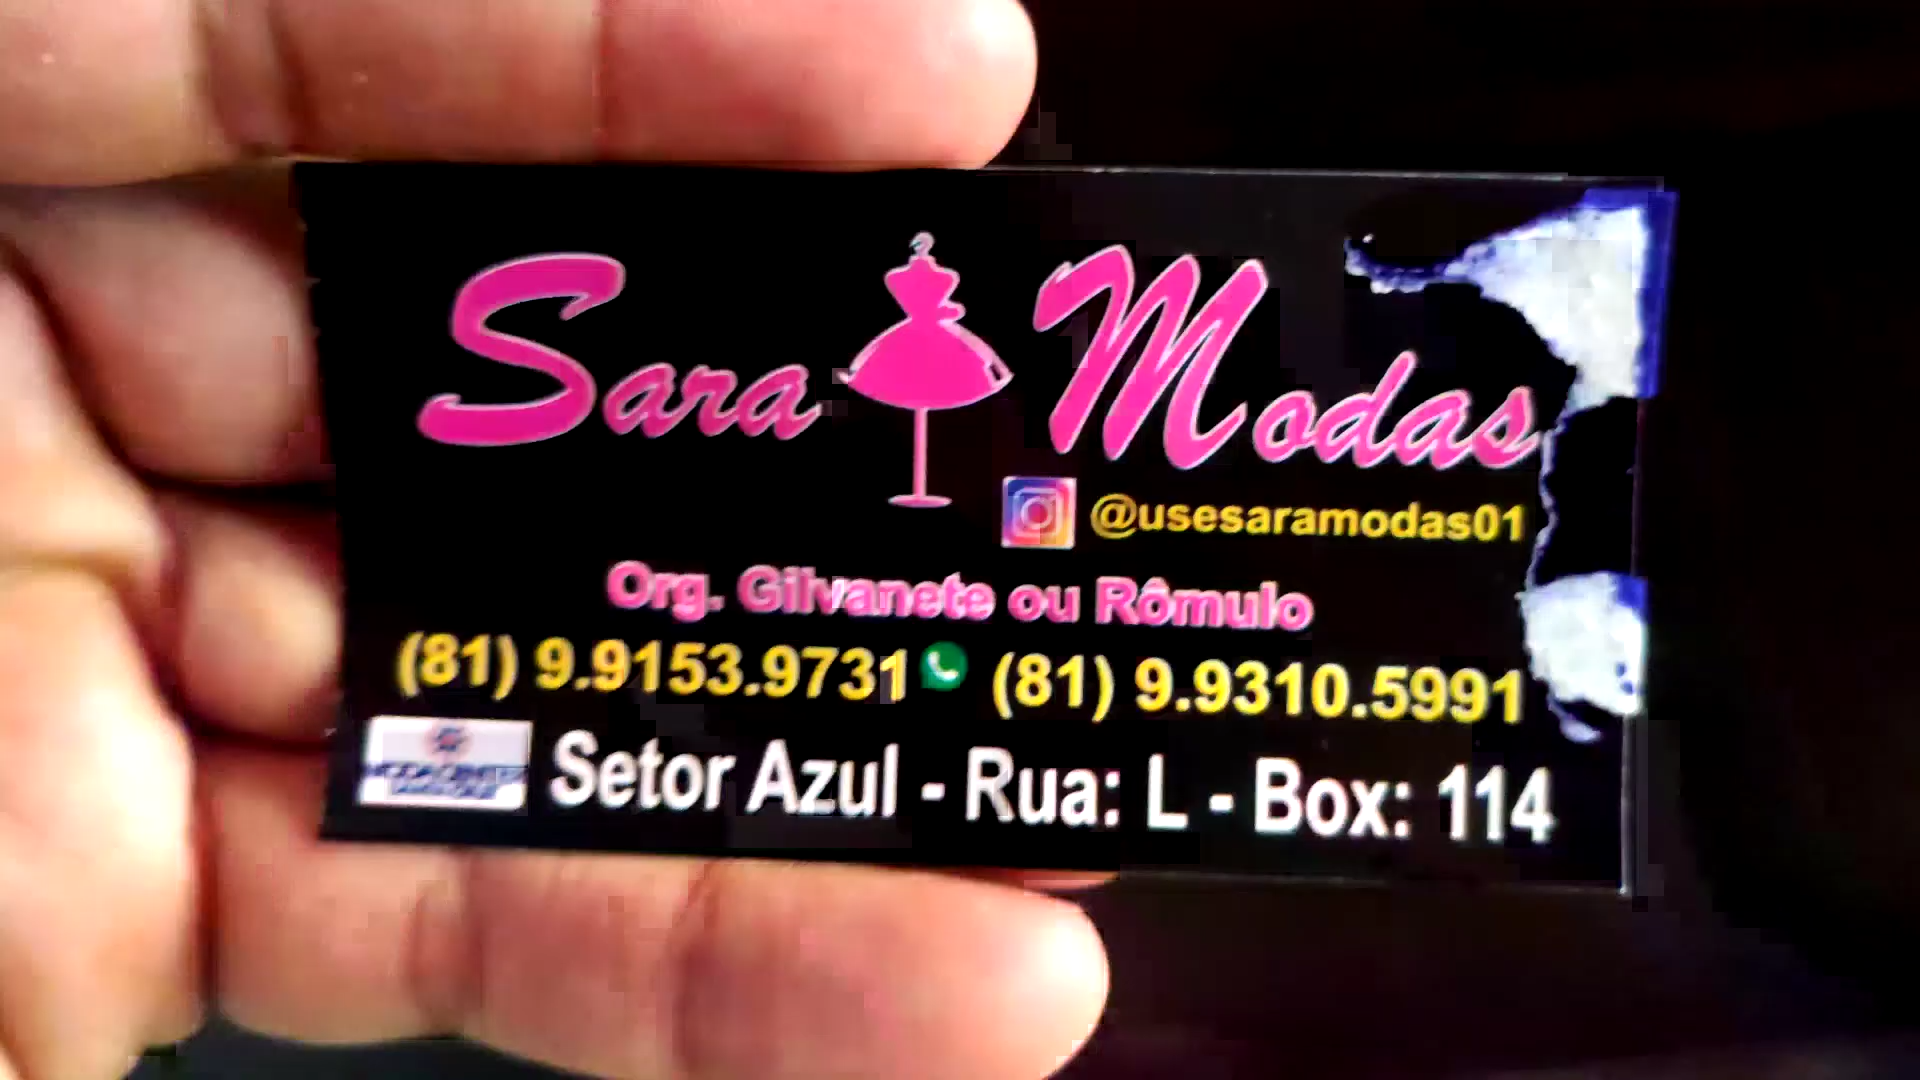 Sara Modas
@usesaramodas01
Org. Gilvanete ou Rômulo
(81) 9.9153.9731 (81) 9.9310.5991
Setor Azul - Rua: L - Box: 114